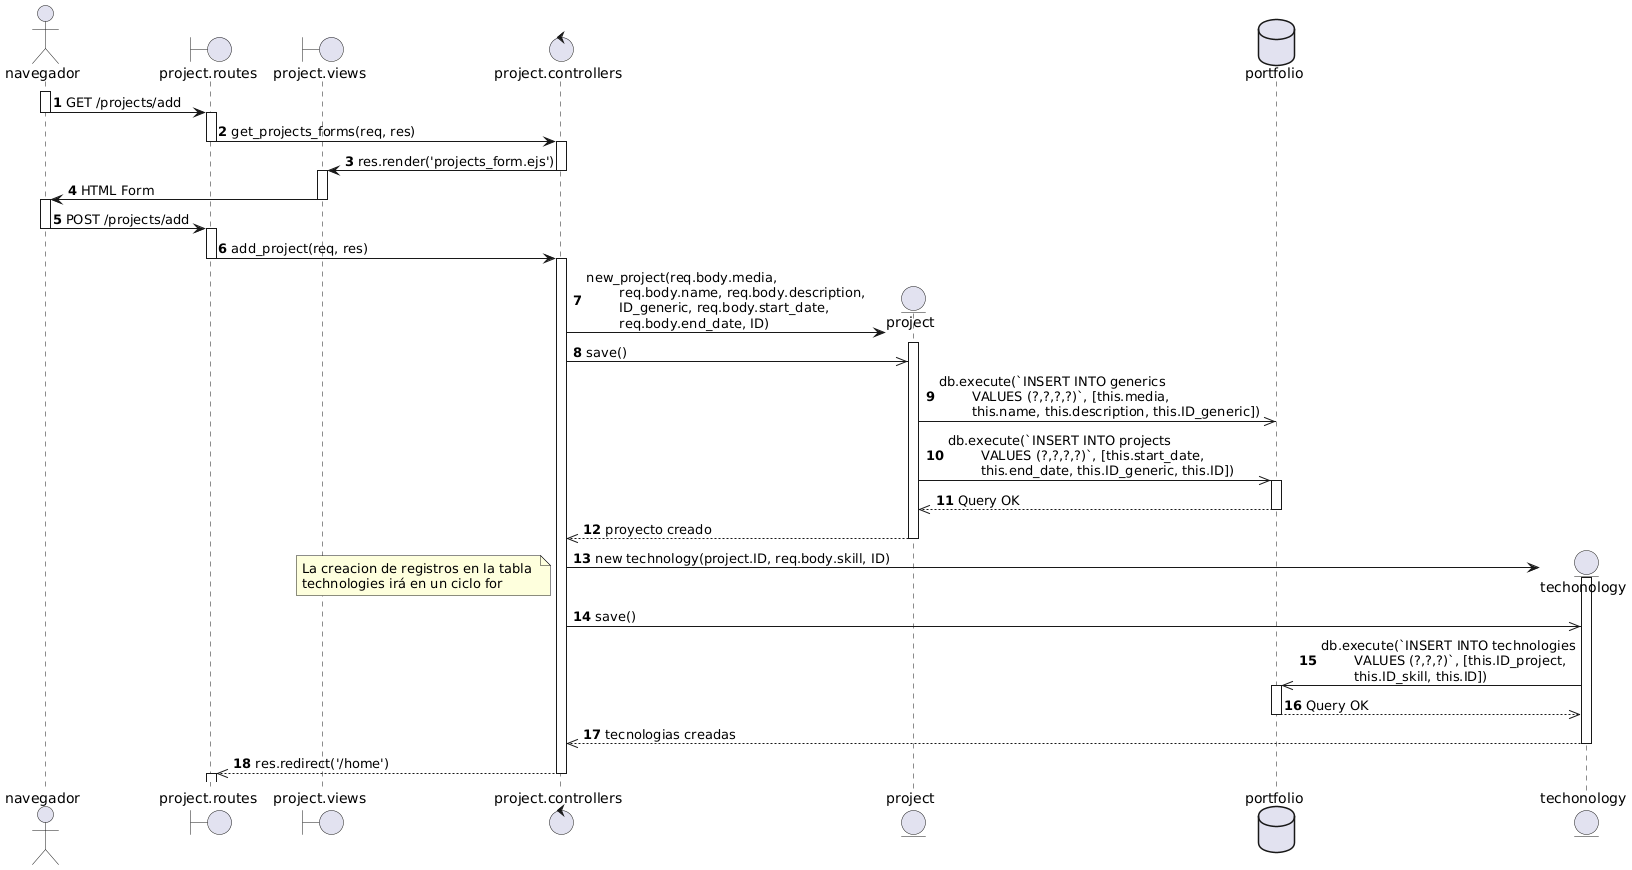 navegador
project.routes
project.views
project.controllers
portfolio
1 GET /projects/add
2 get_projects_forms(req, res)
3 res.render('projects_form.ejs')
4 HTML Form
5 POST /projects/add
6 add_project(req, res)
7 new_project(req.body.media,
req.body.name, req.body.description,
ID_generic, req.body.start_date,
req.body.end_date, ID)
project
8 save()
9 db.execute(`INSERT INTO generics
VALUES (?,?,?,?)`, [this.media,
this.name, this.description, this.ID_generic])
10 db.execute(`INSERT INTO projects
VALUES (?,?,?,?)`, [this.start_date,
this.end_date, this.ID_generic, this.ID])
11 Query OK
12 proyecto creado
13 new technology(project.ID, req.body.skill, ID)
La creacion de registros en la tabla
technologies irá en un ciclo for
techonology
14 save()
15 db.execute(`INSERT INTO technologies
VALUES (?,?,?)`, [this.ID_project,
this.ID_skill, this.ID])
16 Query OK
17 tecnologias creadas
18 res.redirect('/home')
navegador
project.routes
project.views
project.controllers
project
portfolio
techonology